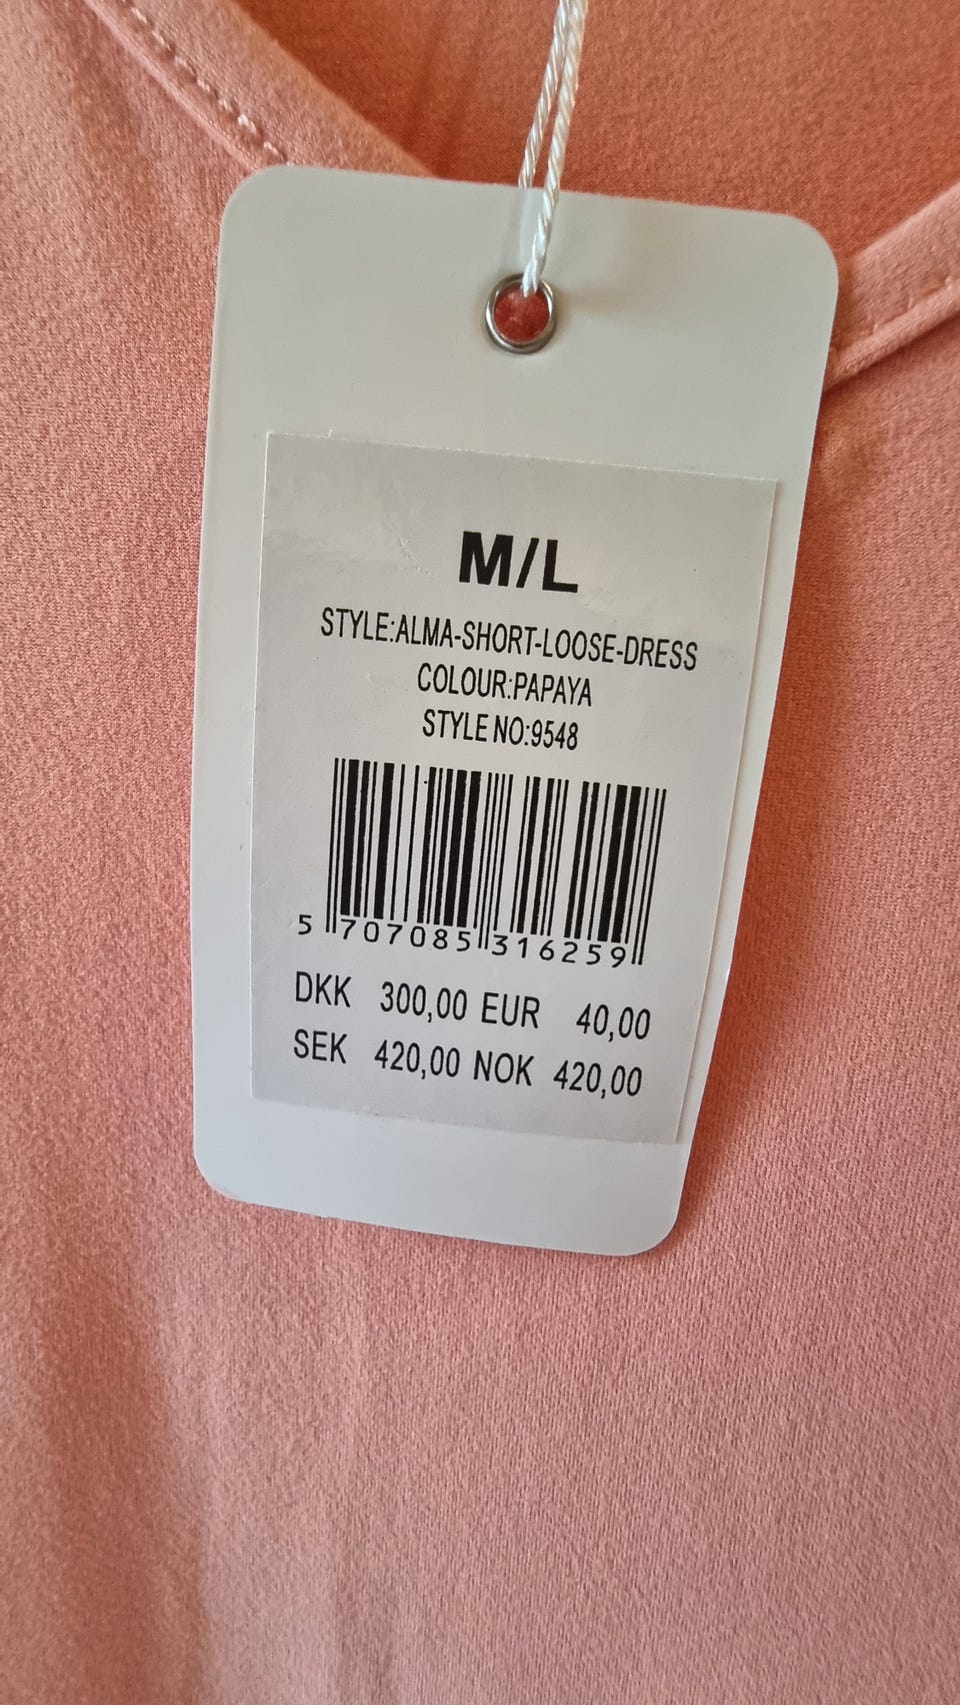 M/L
STYLE:ALMA-SHORT-LOOSE-DRESS
COLOUR:PAPAYA
STYLE NO:9548
5 707085 316259
DKK 300,00 EUR 40,00
SEK 420,00 NOK 420,00